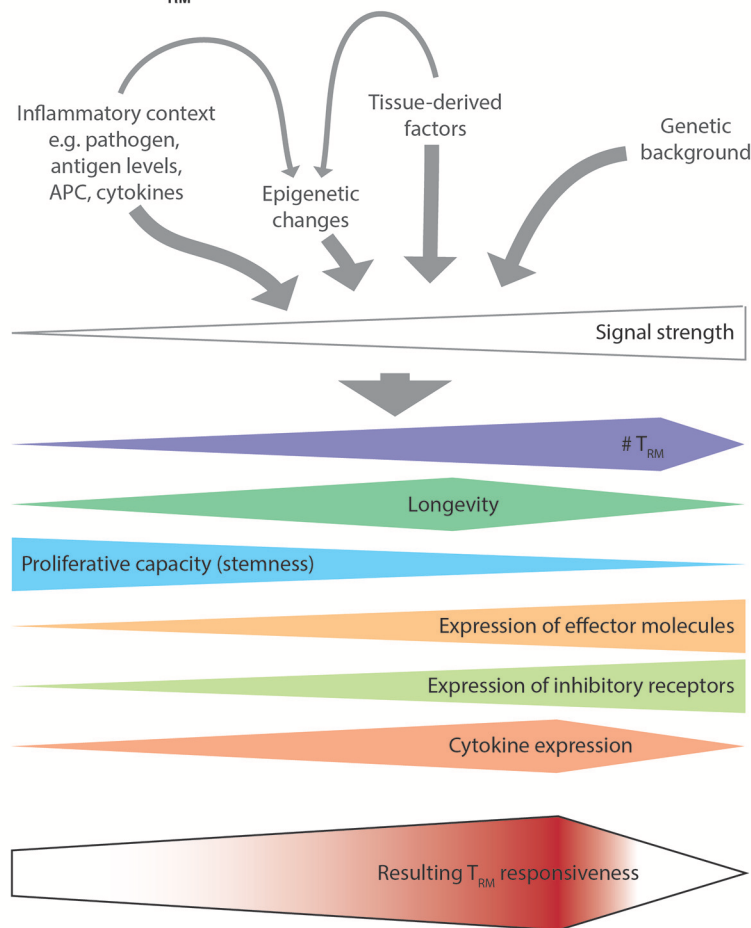 RM
Inflammatory context
e.g. pathogen,
antigen levels,
APC, cytokines
Epigenetic
changes
Tissue-derived
factors
Genetic
background
Signal strength
# TRM
Longevity
Proliferative capacity (stemness)
Expression of effector molecules
Expression of inhibitory receptors
Cytokine expression
Resulting TRM responsiveness